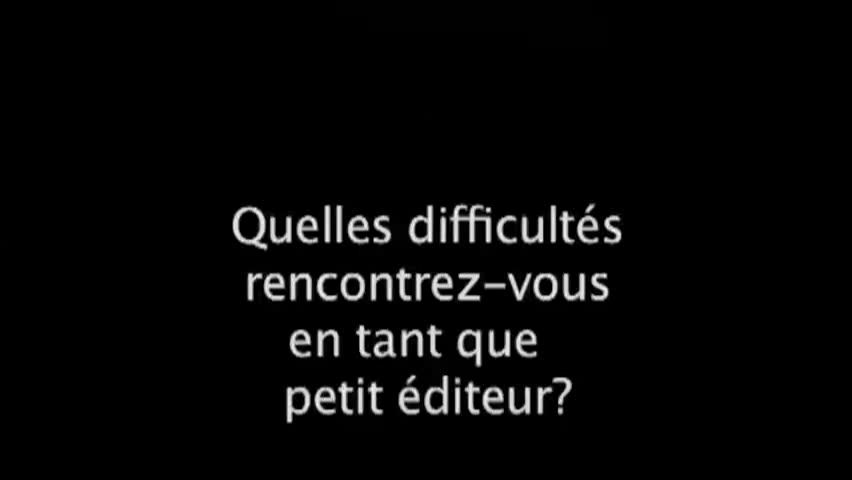 Quelles difficultés
rencontrez-vous
en tant que
petit éditeur?